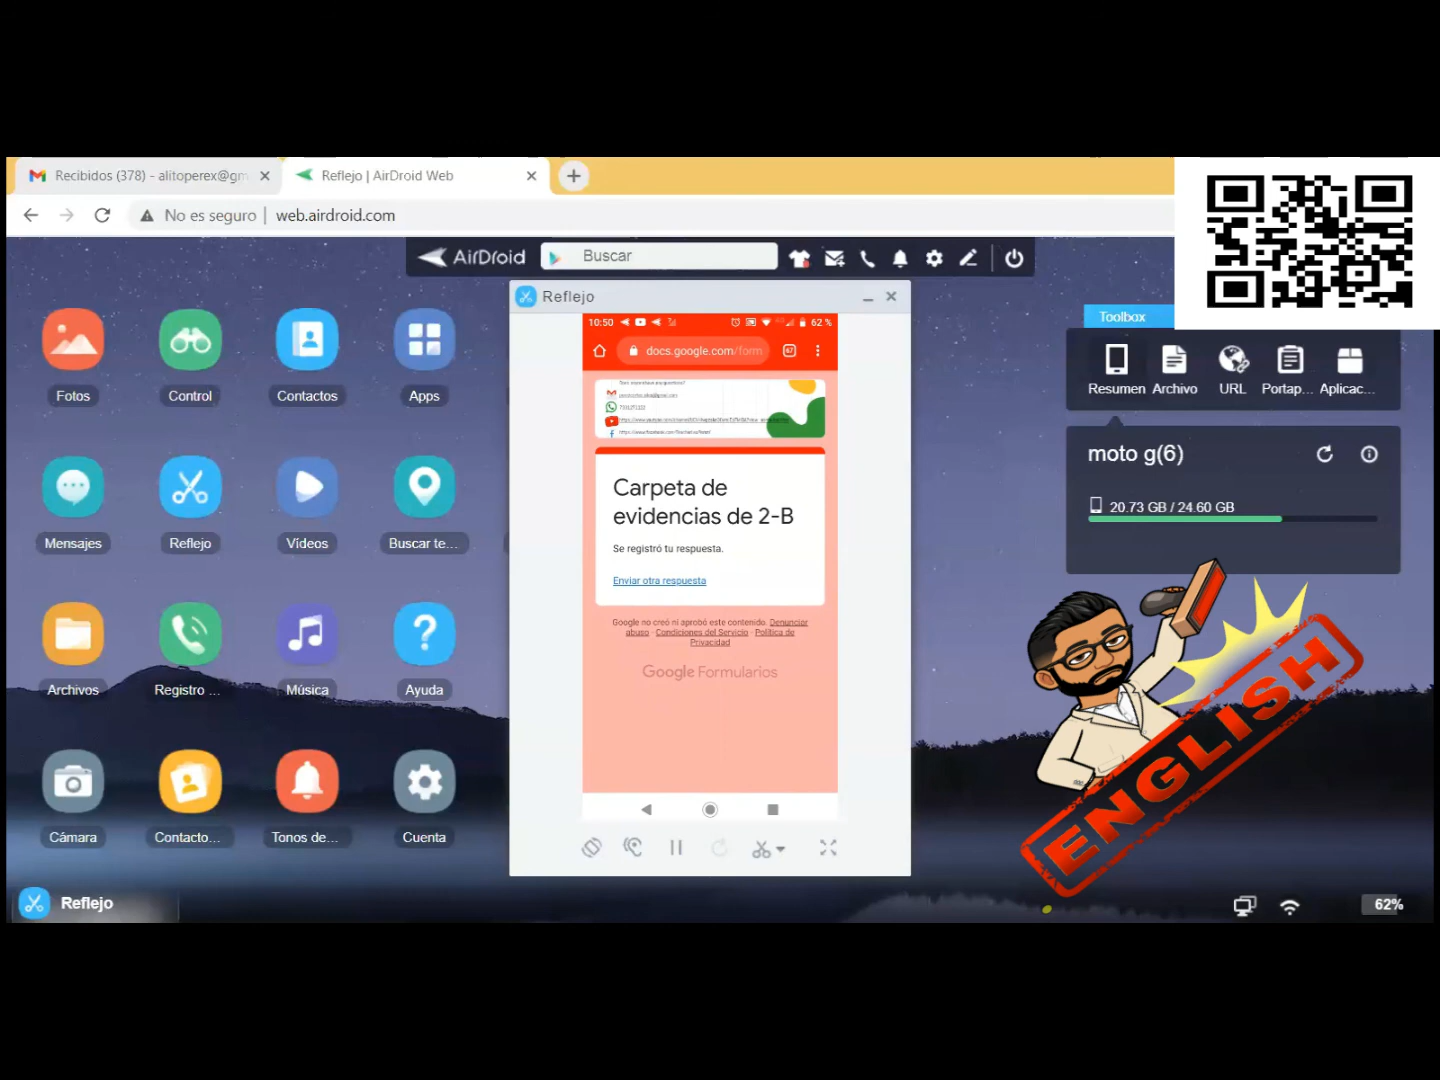 Recibidos (378) - alitoperex@gm
Reflejo | AirDroid Web
No es seguro | web.airdroid.com
AirDroid
Buscar
Reflejo
Fotos
Control
Contactos
Apps
Mensajes
Reflejo
Vídeos
Buscar te...
Archivos
Registro ...
Música
Ayuda
Cámara
Contacto...
Tonos de...
Cuenta
10:50
62 %
docs.google.com/form
67
Carpeta de
evidencias de 2-B
Se registró tu respuesta.
Enviar otra respuesta
Google no creó ni aprobó este contenido. Denunciar
abuso - Condiciones del Servicio - Política de
Privacidad
Google Formularios
Toolbox
Resumen
Archivo
URL
Portap...
Aplicac...
moto g(6)
20.73 GB / 24.60 GB
ENGLISH
Reflejo
62%